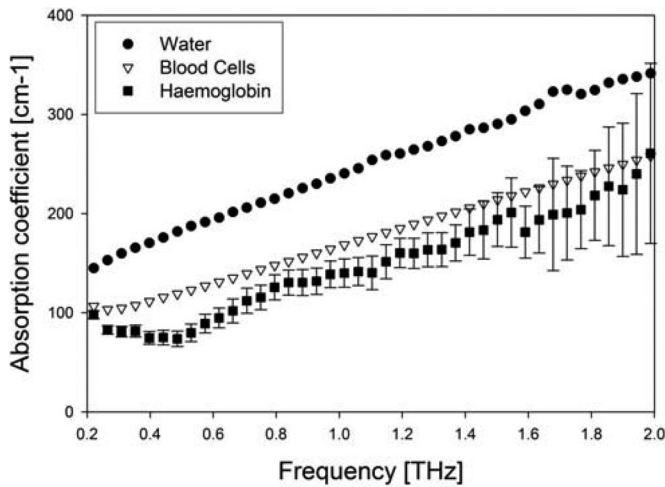 400
Water
Blood Cells
Haemoglobin
300
200
100
0
Absorption coefficient [cm-1]
0.2 0.4 0.6 0.8 1.0 1.2 1.4 1.6 1.8 2.0
Frequency [THz]